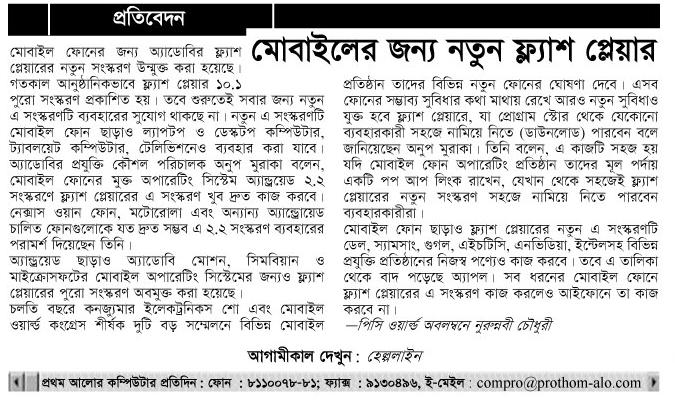 প্রতিবেদন
মোবাইলের জন্য নতুন ফ্ল্যাশ প্লেয়ার
মোবাইল ফোনের জন্য অ্যাডোবির ফ্ল্যাশ
প্লেয়ারের নতুন সংস্করণ উন্মুক্ত করা হয়েছে।
গতকাল আনুষ্ঠানিকভাবে ফ্ল্যাশ প্লেয়ার ১০.১
পুরো সংস্করণ প্রকাশিত হয়। তবে শুরুতেই সবার জন্য নতুন
এ সংস্করণটি ব্যবহারের সুযোগ থাকছে না। নতুন এ সংস্করণটি
মোবাইল ফোন ছাড়াও ল্যাপটপ ও ডেস্কটপ কম্পিউটার,
ট্যাবলয়েট কম্পিউটার, টেলিভিশনেও ব্যবহার করা যাবে।
অ্যাডোবির প্রযুক্তি কৌশল পরিচালক অনুপ মুরাকা বলেন,
মোবাইল ফোনের মুক্ত অপারেটিং সিস্টেম অ্যান্ড্রয়েড ২.২
সংস্করণে ফ্ল্যাশ প্লেয়ারের এ সংস্করণ খুব দ্রুত কাজ করবে।
নেক্সাস ওয়ান ফোন, মটোরোলা এবং অন্যান্য অ্যান্ড্রোয়েড
চালিত ফোনগুলোকে যত দ্রুত সম্ভব এ ২.২ সংস্করণ ব্যবহারের
পরামর্শ দিয়েছেন তিনি।
অ্যান্ড্রয়েড ছাড়াও অ্যাডোবি মোশন, সিমবিয়ান ও
মাইক্রোসফটের মোবাইল অপারেটিং সিস্টেমের জন্যও ফ্ল্যাশ
প্লেয়ারের পুরো সংস্করণ অবমুক্ত করা হয়েছে।
চলতি বছরে কনজ্যুমার ইলেকট্রনিকস শো এবং মোবাইল
ওয়ার্ল্ড কংগ্রেস শীর্ষক দুটি বড় সম্মেলনে বিভিন্ন মোবাইল
প্রতিষ্ঠান তাদের বিভিন্ন নতুন ফোনের ঘোষণা দেবে। এসব
ফোনের সম্ভাব্য সুবিধার কথা মাথায় রেখে আরও নতুন সুবিধাও
যুক্ত হবে ফ্ল্যাশ প্লেয়ারে, যা প্রোগ্রাম স্টোর থেকে যেকোনো
ব্যবহারকারী সহজে নামিয়ে নিতে (ডাউনলোড) পারবেন বলে
জানিয়েছেন অনুপ মুরাকা। তিনি বলেন, এ কাজটি সহজ হয়
যদি মোবাইল ফোন অপারেটিং প্রতিষ্ঠান তাদের মূল পর্দায়
একটি পপ আপ লিংক রাখেন, যেখান থেকে সহজেই ফ্ল্যাশ
প্লেয়ারের নতুন সংস্করণ সহজে নামিয়ে নিতে পারবেন
ব্যবহারকারীরা।
মোবাইল ফোন ছাড়াও ফ্ল্যাশ প্লেয়ারের নতুন এ সংস্করণটি
ডেল, স্যামসাং, গুগল, এইচটিসি, এনভিডিয়া, ইন্টেলসহ বিভিন্ন
প্রযুক্তি প্রতিষ্ঠানের নিজস্ব পণ্যেও কাজ করবে। তবে এ তালিকা
থেকে বাদ পড়েছে অ্যাপল। সব ধরনের মোবাইল ফোনে
ফ্ল্যাশ প্লেয়ারের এ সংস্করণ কাজ করলেও আইফোনে তা কাজ
করবে না।
—পিসি ওয়ার্ল্ড অবলম্বনে নুরুন্নবী চৌধুরী
আগামীকাল দেখুন : হেল্পলাইন
প্রথম আলোর কম্পিউটার প্রতিদিন : ফোন : ৮১১০০৭৮-৮১; ফ্যাক্স : ৯১৩০৪৯৬, ই-মেইল : compro@prothom-alo.com